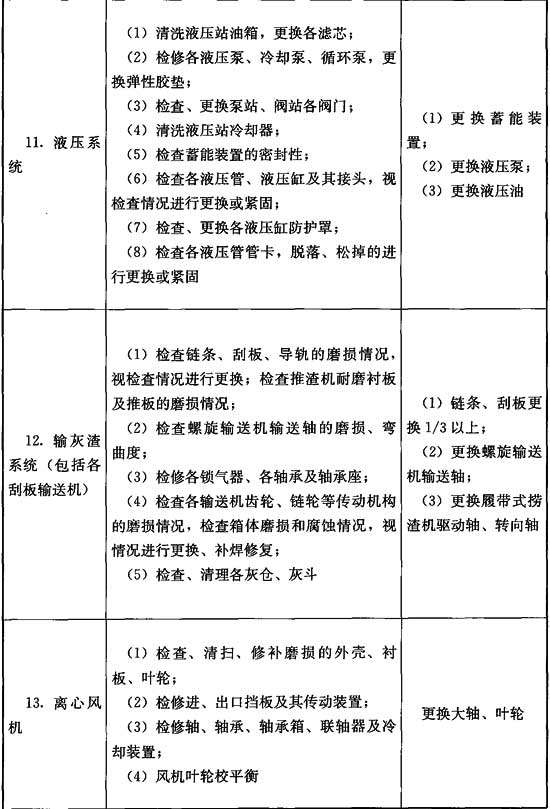 11. 液压系
统
(1) 清洗液压站油箱，更换各滤芯；
(2) 检修各液压泵、冷却泵、循环泵，更
换弹性胶垫；
(3) 检查、更换泵站、阀站各阀门；
(4) 清洗液压站冷却器；
(5) 检查蓄能装置的密封性；
(6) 检查各液压管、液压缸及其接头，视
检查情况进行更换或紧固；
(7) 检查、更换各液压缸防护罩；
(8) 检查各液压管管卡，脱落、松掉的进
行更换或紧固
(1) 更换蓄能装
置；
(2) 更换液压泵；
(3) 更换液压油
12. 输灰渣
系统（包括各
刮板输送机）
(1) 检查链条、刮板、导轨的磨损情况，
视检查情况进行更换；检查推渣机耐磨衬板
及推板的磨损情况；
(2) 检查螺旋输送机输送轴的磨损、弯
曲度；
(3) 检修各锁气器、各轴承及轴承座；
(4) 检查各输送机齿轮、链轮等传动机构
的磨损情况，检查箱体磨损和腐蚀情况，视
情况进行更换、补焊修复；
(5) 检查、清理各灰仓、灰斗
(1) 链条、刮板更
换 1/3 以上；
(2) 更换螺旋输送
机输送轴；
(3) 更换履带式捞
渣机驱动轴、转向轴
13. 离心风
机
(1) 检查、清扫、修补磨损的外壳、衬
板、叶轮；
(2) 检修进、出口挡板及其传动装置；
(3) 检修轴、轴承、轴承箱、联轴器及冷
却装置；
(4) 风机叶轮校平衡
更换大轴、叶轮